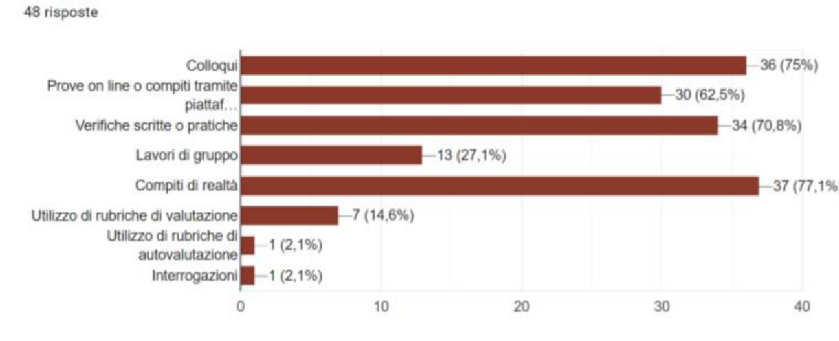 48 risposte
Colloqui
36 (75%)
Prove on line o compiti tramite
piattaf…
30 (62,5%)
Verifiche scritte o pratiche
34 (70,8%)
Lavori di gruppo
13 (27,1%)
Compiti di realtà
37 (77,1%
Utilizzo di rubriche di valutazione
7 (14,6%)
Utilizzo di rubriche di
autovalutazione
1 (2,1%)
Interrogazioni
1 (2,1%)
0 10 20 30 40